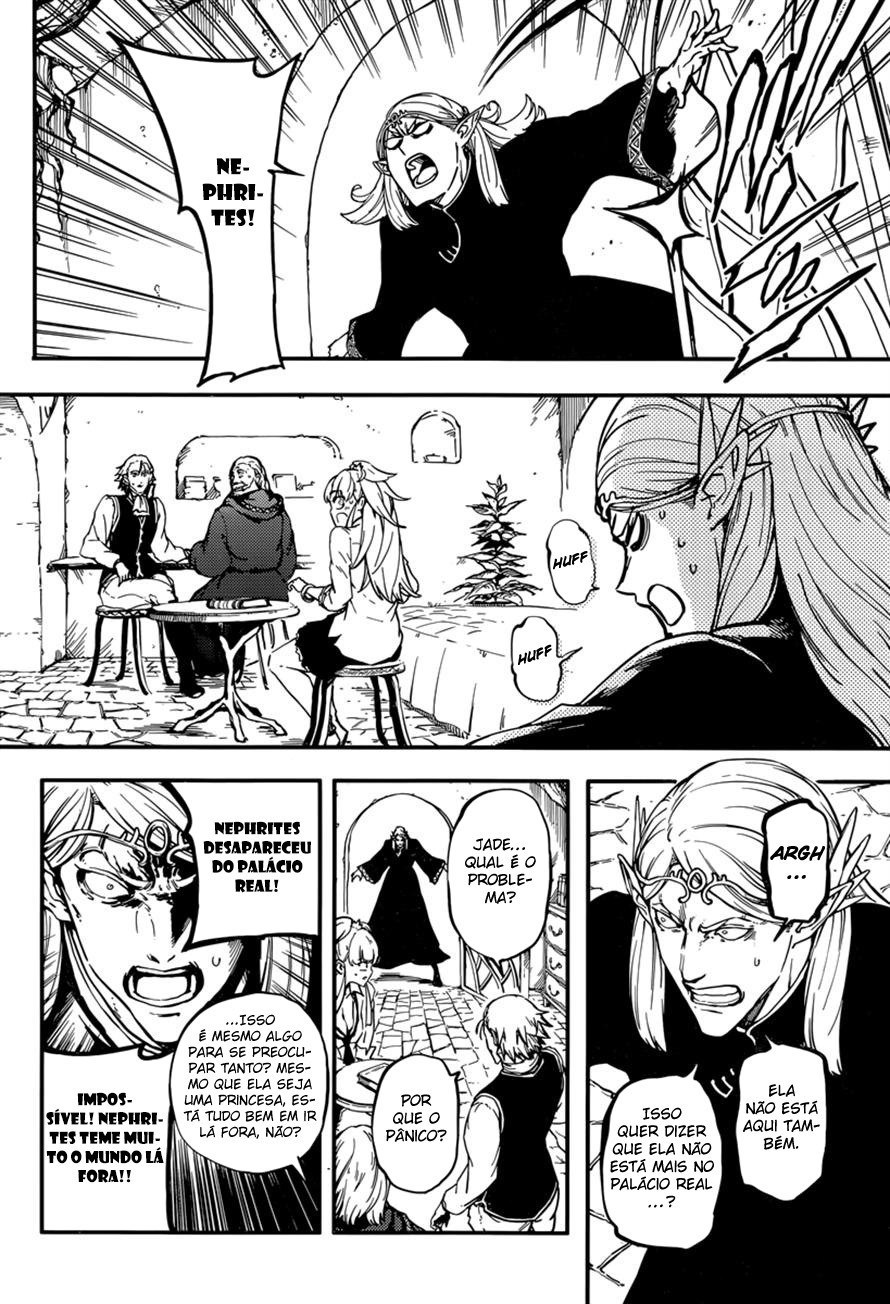 NE-
PHRI-
TES!
HUFF
HUFF
ARGH
...
ELA
NÃO ESTÁ
AQUI TAM-
BÉM.
ISSO
QUER DIZER
QUE ELA NÃO
ESTÁ MAIS NO
PALÁCIO REAL
...?
JADE...
QUAL É O
PROBLE-
MA?
POR
QUE O
PÂNICO?
NEPHRITES
DESAPARECEU
DO PALÁCIO
REAL!
...ISSO
É MESMO ALGO
PARA SE PREOCU-
PAR TANTO? MES-
MO QUE ELA SEJA
UMA PRINCESA, ES-
TÁ TUDO BEM EM IR
LÁ FORA, NÃO?
IMPOS-
SÍVEL! NEPHRI-
TES TEME MUI-
TO O MUNDO LÁ
FORA!!